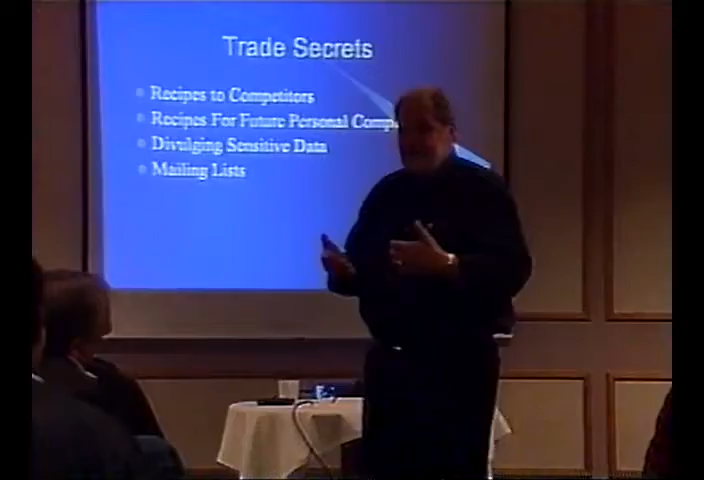 Trade Secrets
Recipes to Competitors
Recipes For Future Personal
Divulging Sensitive Data
Mailing Lists